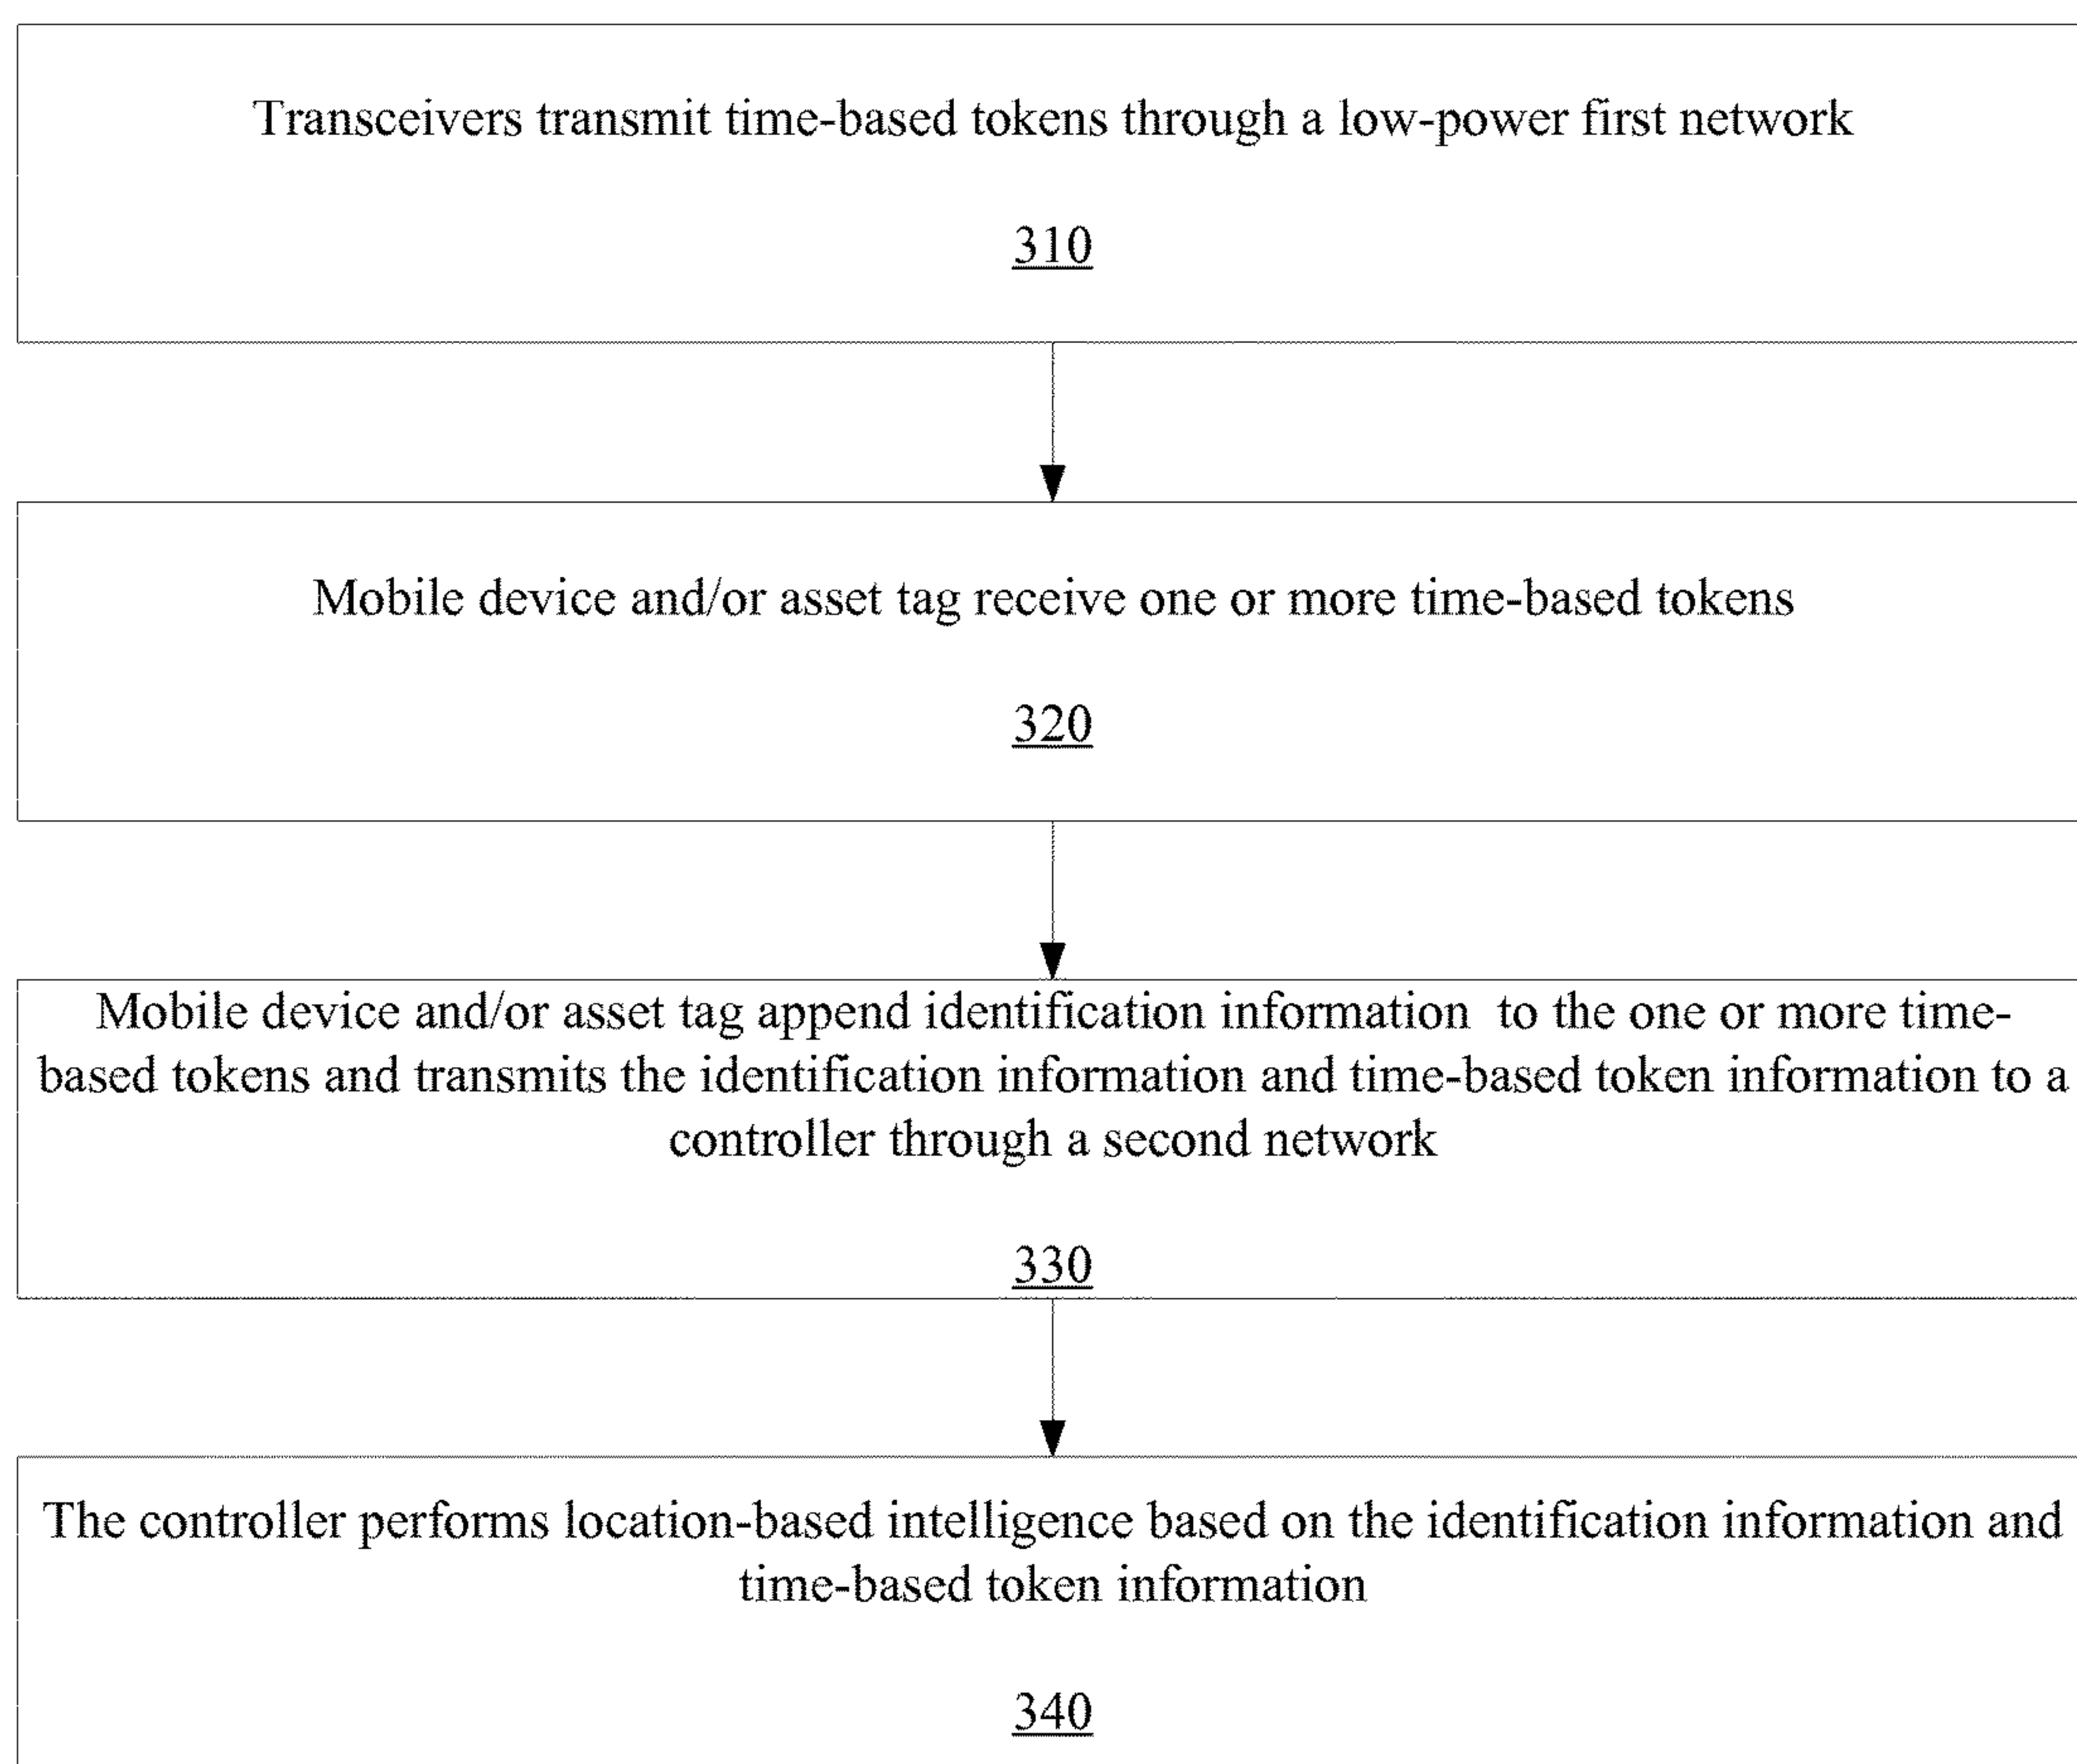 Transceivers transmit time-based tokens through a low-power first network
310
Mobile device and/or asset tag receive one or more time-based tokens
320
Mobile device and/or asset tag append identification information  to the one or more time-
based tokens and transmits the identification information and time-based token information to a
controller through a second network
330
The controller performs location-based intelligence based on the identification information and
time-based token information
340